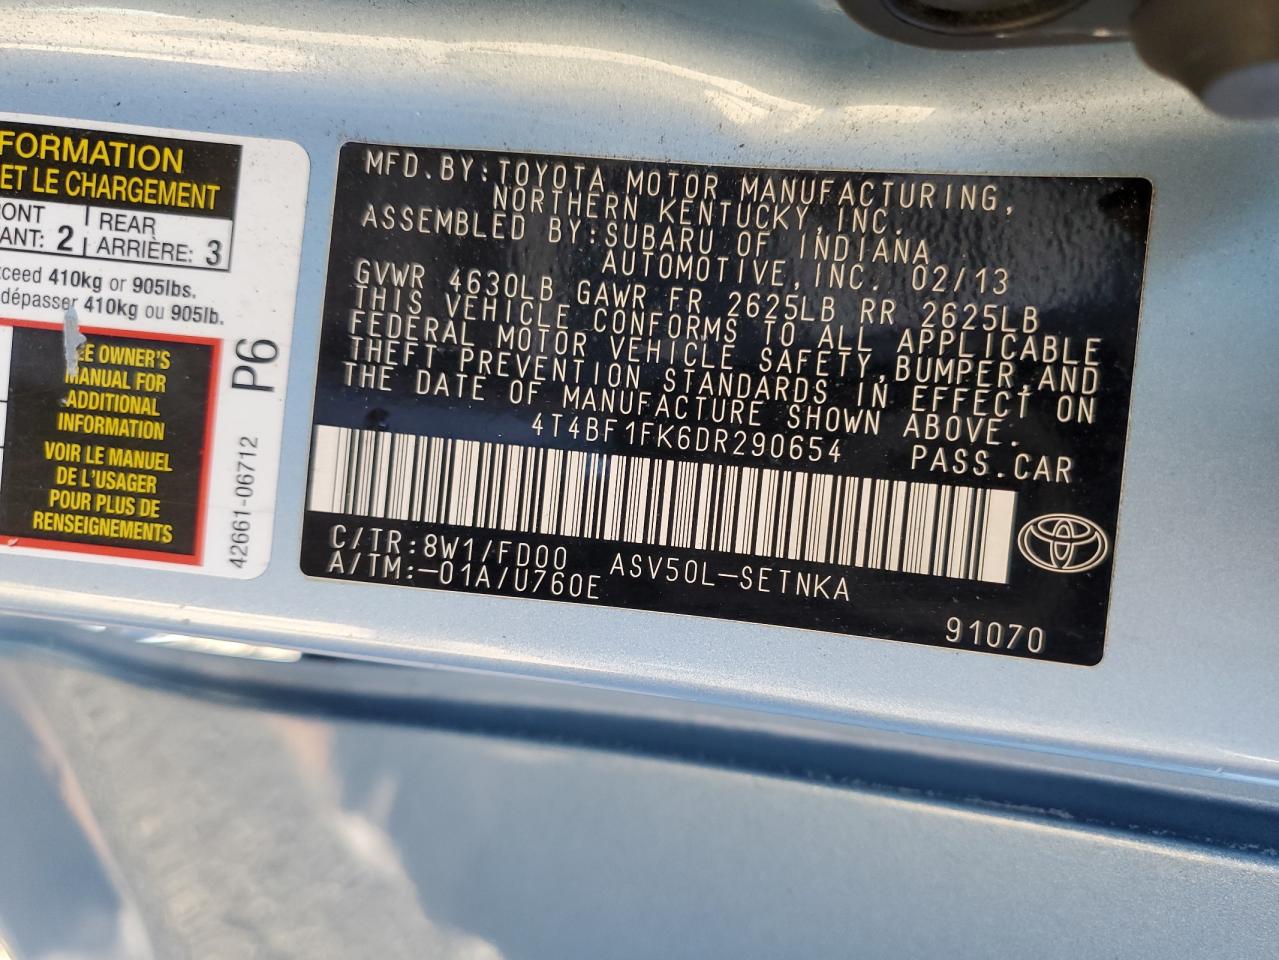 FORMATION
ET LE CHARGEMENT
2 REAR
ARRIÈRE: 3
410kg or 905lbs.
dépasser 410kg ou 905lb.
OWNER'S
MANUAL FOR
ADDITIONAL
INFORMATION
VOIR LE MANUEL
DE L'USAGER
POUR PLUS DE
RENSEIGNEMENTS
P6
42661-06712
MFD. BY: TOYOTA MOTOR MANUFACTURING,
NORTHERN KENTUCKY, INC.
ASSEMBLED BY: SUBARU OF INDIANA
AUTOMOTIVE, INC. 02/13
GVWR 4630LB GAWR FR 2625LB RR 2625LB
THIS VEHICLE CONFORMS TO ALL APPLICABLE
FEDERAL MOTOR VEHICLE SAFETY, BUMPER, AND
THEFT PREVENTION STANDARDS IN EFFECT ON
THE DATE OF MANUFACTURE SHOWN ABOVE.
4T4BF1FK6DR290654 PASS. CAR
C/TR: 8W1/FD00 ASV50L-SETNKA
A/TM: -01A/U760E
91070